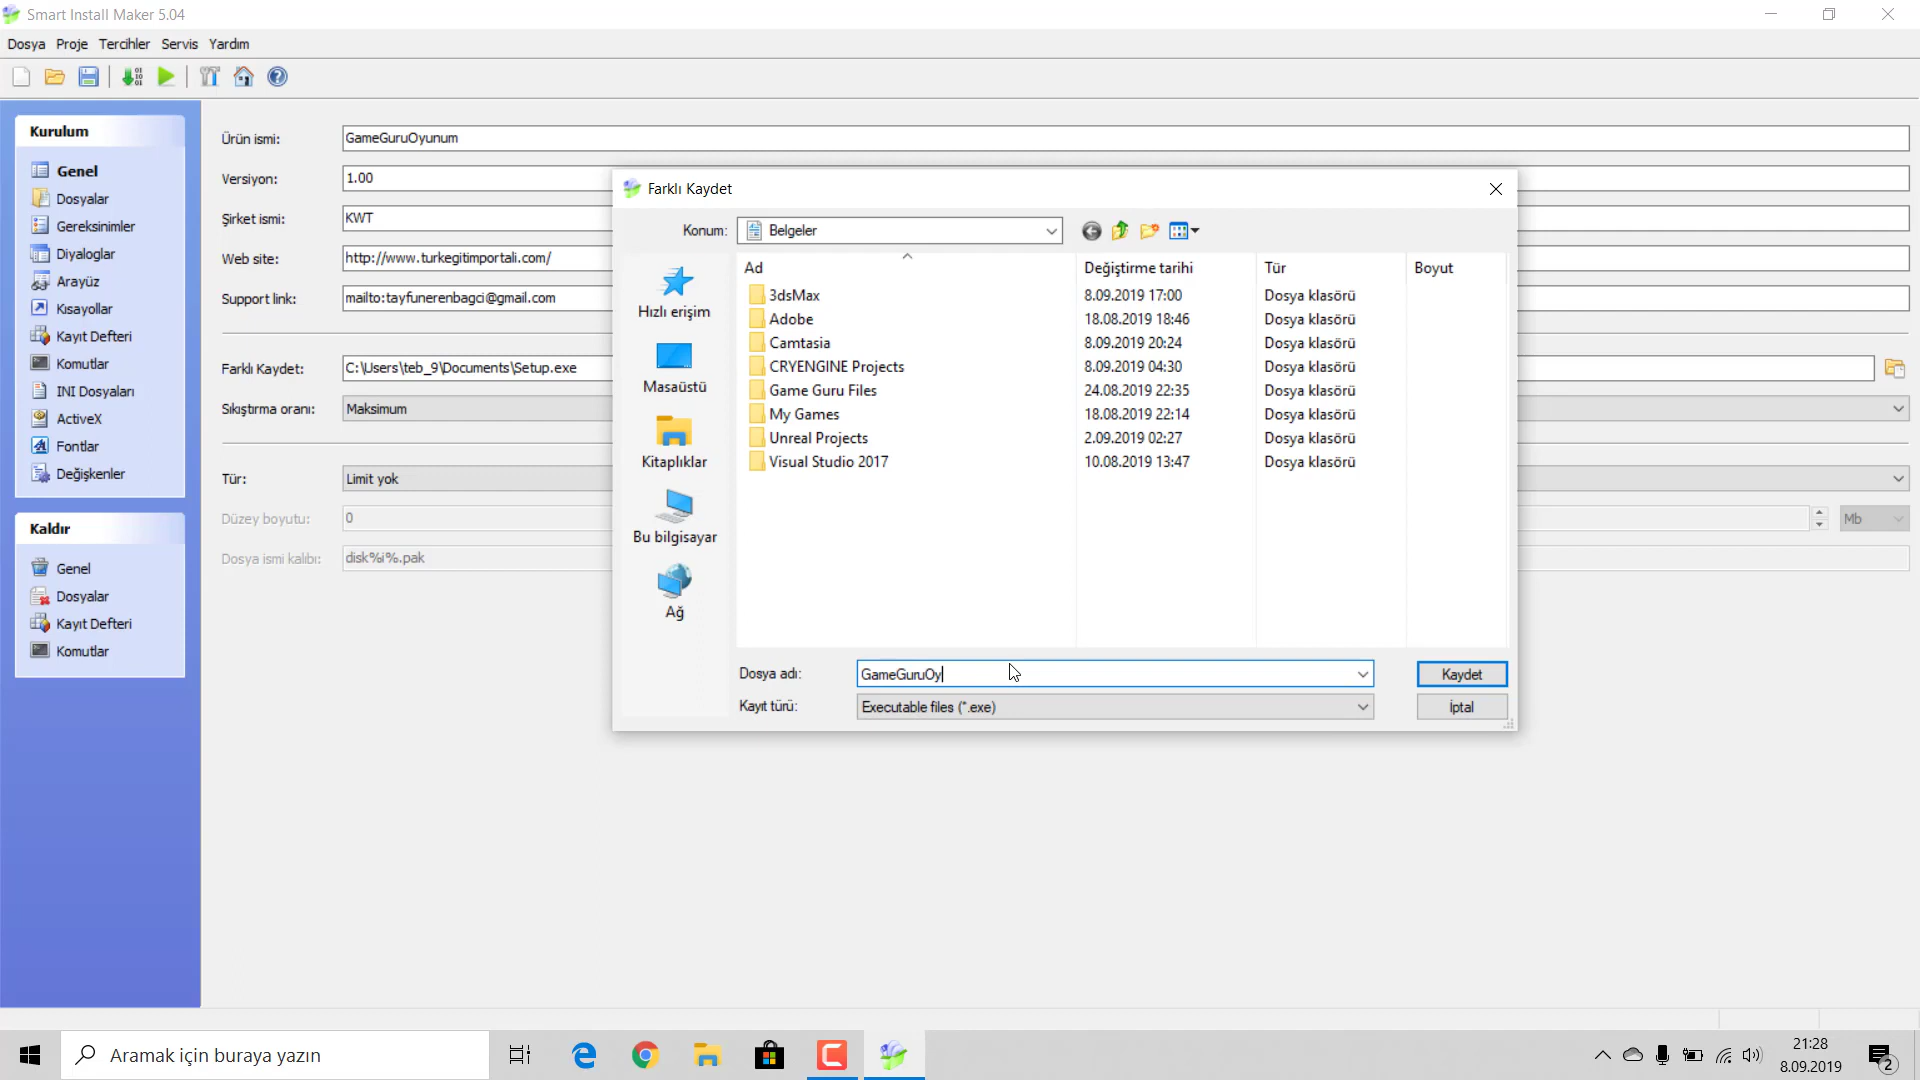 Smart Install Maker 5.04
Dosya Proje Tercihler Servis Yardım
Kurulum
Genel
Dosyalar
Gereksinimler
Diyaloglar
Arayüz
Kısayollar
Kayıt Defteri
Komutlar
INI Dosyaları
ActiveX
Fontlar
Değişkenler
Kaldır
Genel
Dosyalar
Kayıt Defteri
Komutlar
Ürün ismi: GameGuruOyunum
Versiyon: 1.00
Şirket ismi: KWT
Web site: http://www.turkegitimportali.com/
Support link: mailto:tayfunerenbagci@gmail.com
Farklı Kaydet: C:\Users\teb_9\Documents\Setup.exe
Sıkıştırma oranı: Maksimum
Tür: Limit yok
Düzey boyutu: 0 Mb
Dosya ismi kalıbı: disk%i%.pak
Farklı Kaydet
Konum: Belgeler
Hızlı erişim
Masaüstü
Kitaplıklar
Bu bilgisayar
Ağ
Ad Değiştirme tarihi Tür Boyut
3dsMax 8.09.2019 17:00 Dosya klasörü
Adobe 18.08.2019 18:46 Dosya klasörü
Camtasia 8.09.2019 20:24 Dosya klasörü
CRYENGINE Projects 8.09.2019 04:30 Dosya klasörü
Game Guru Files 24.08.2019 22:35 Dosya klasörü
My Games 18.08.2019 22:14 Dosya klasörü
Unreal Projects 2.09.2019 02:27 Dosya klasörü
Visual Studio 2017 10.08.2019 13:47 Dosya klasörü
Dosya adı: GameGuruOy Kaydet
Kayıt türü: Executable files (*.exe) İptal
Aramak için buraya yazın
21:28
8.09.2019
2